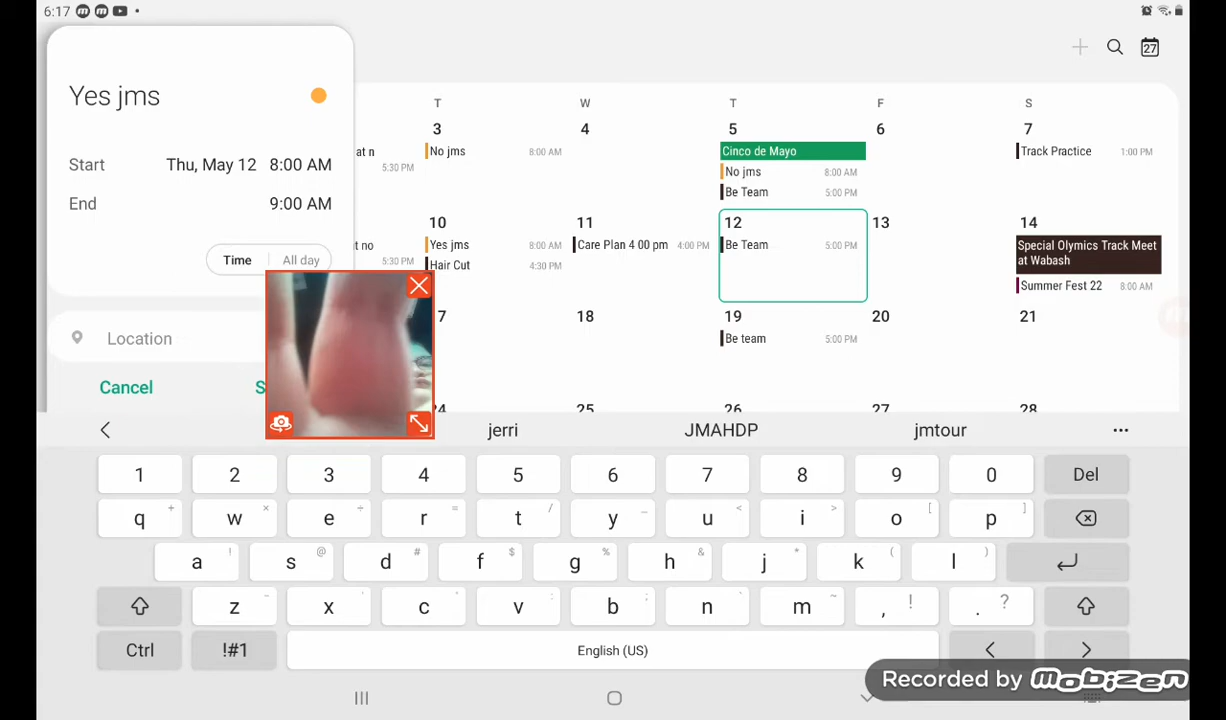 6:17
27
Yes jms
Start Thu, May 12 8:00 AM
End 9:00 AM
Time All day
Location
Cancel S
T W T F S
3 4 5 6 7
at n 5:30 PM
No jms 8:00 AM
Cinco de Mayo
No jms 8:00 AM
Be Team 5:00 PM
Track Practice 1:00 PM
10 11 12 13 14
t no 5:30 PM
Yes jms 8:00 AM
Hair Cut 4:30 PM
Care Plan 4 00 pm 4:00 PM
Be Team 5:00 PM
Special Olymics Track Meet
at Wabash
Summer Fest 22 8:00 AM
7 18 19 20 21
Be team 5:00 PM
24 25 26 27 28
jerri JMAHDP jmtour
1 2 3 4 5 6 7 8 9 0 Del
q + w × e ÷ r = t / y _ u < i > o [ p ]
a ! s @ d # f $ g % h & j * k ( l )
z - x ' c " v : b ; n , m ~ , ! . ?
Ctrl !#1 English (US) < >
Recorded by mobizen